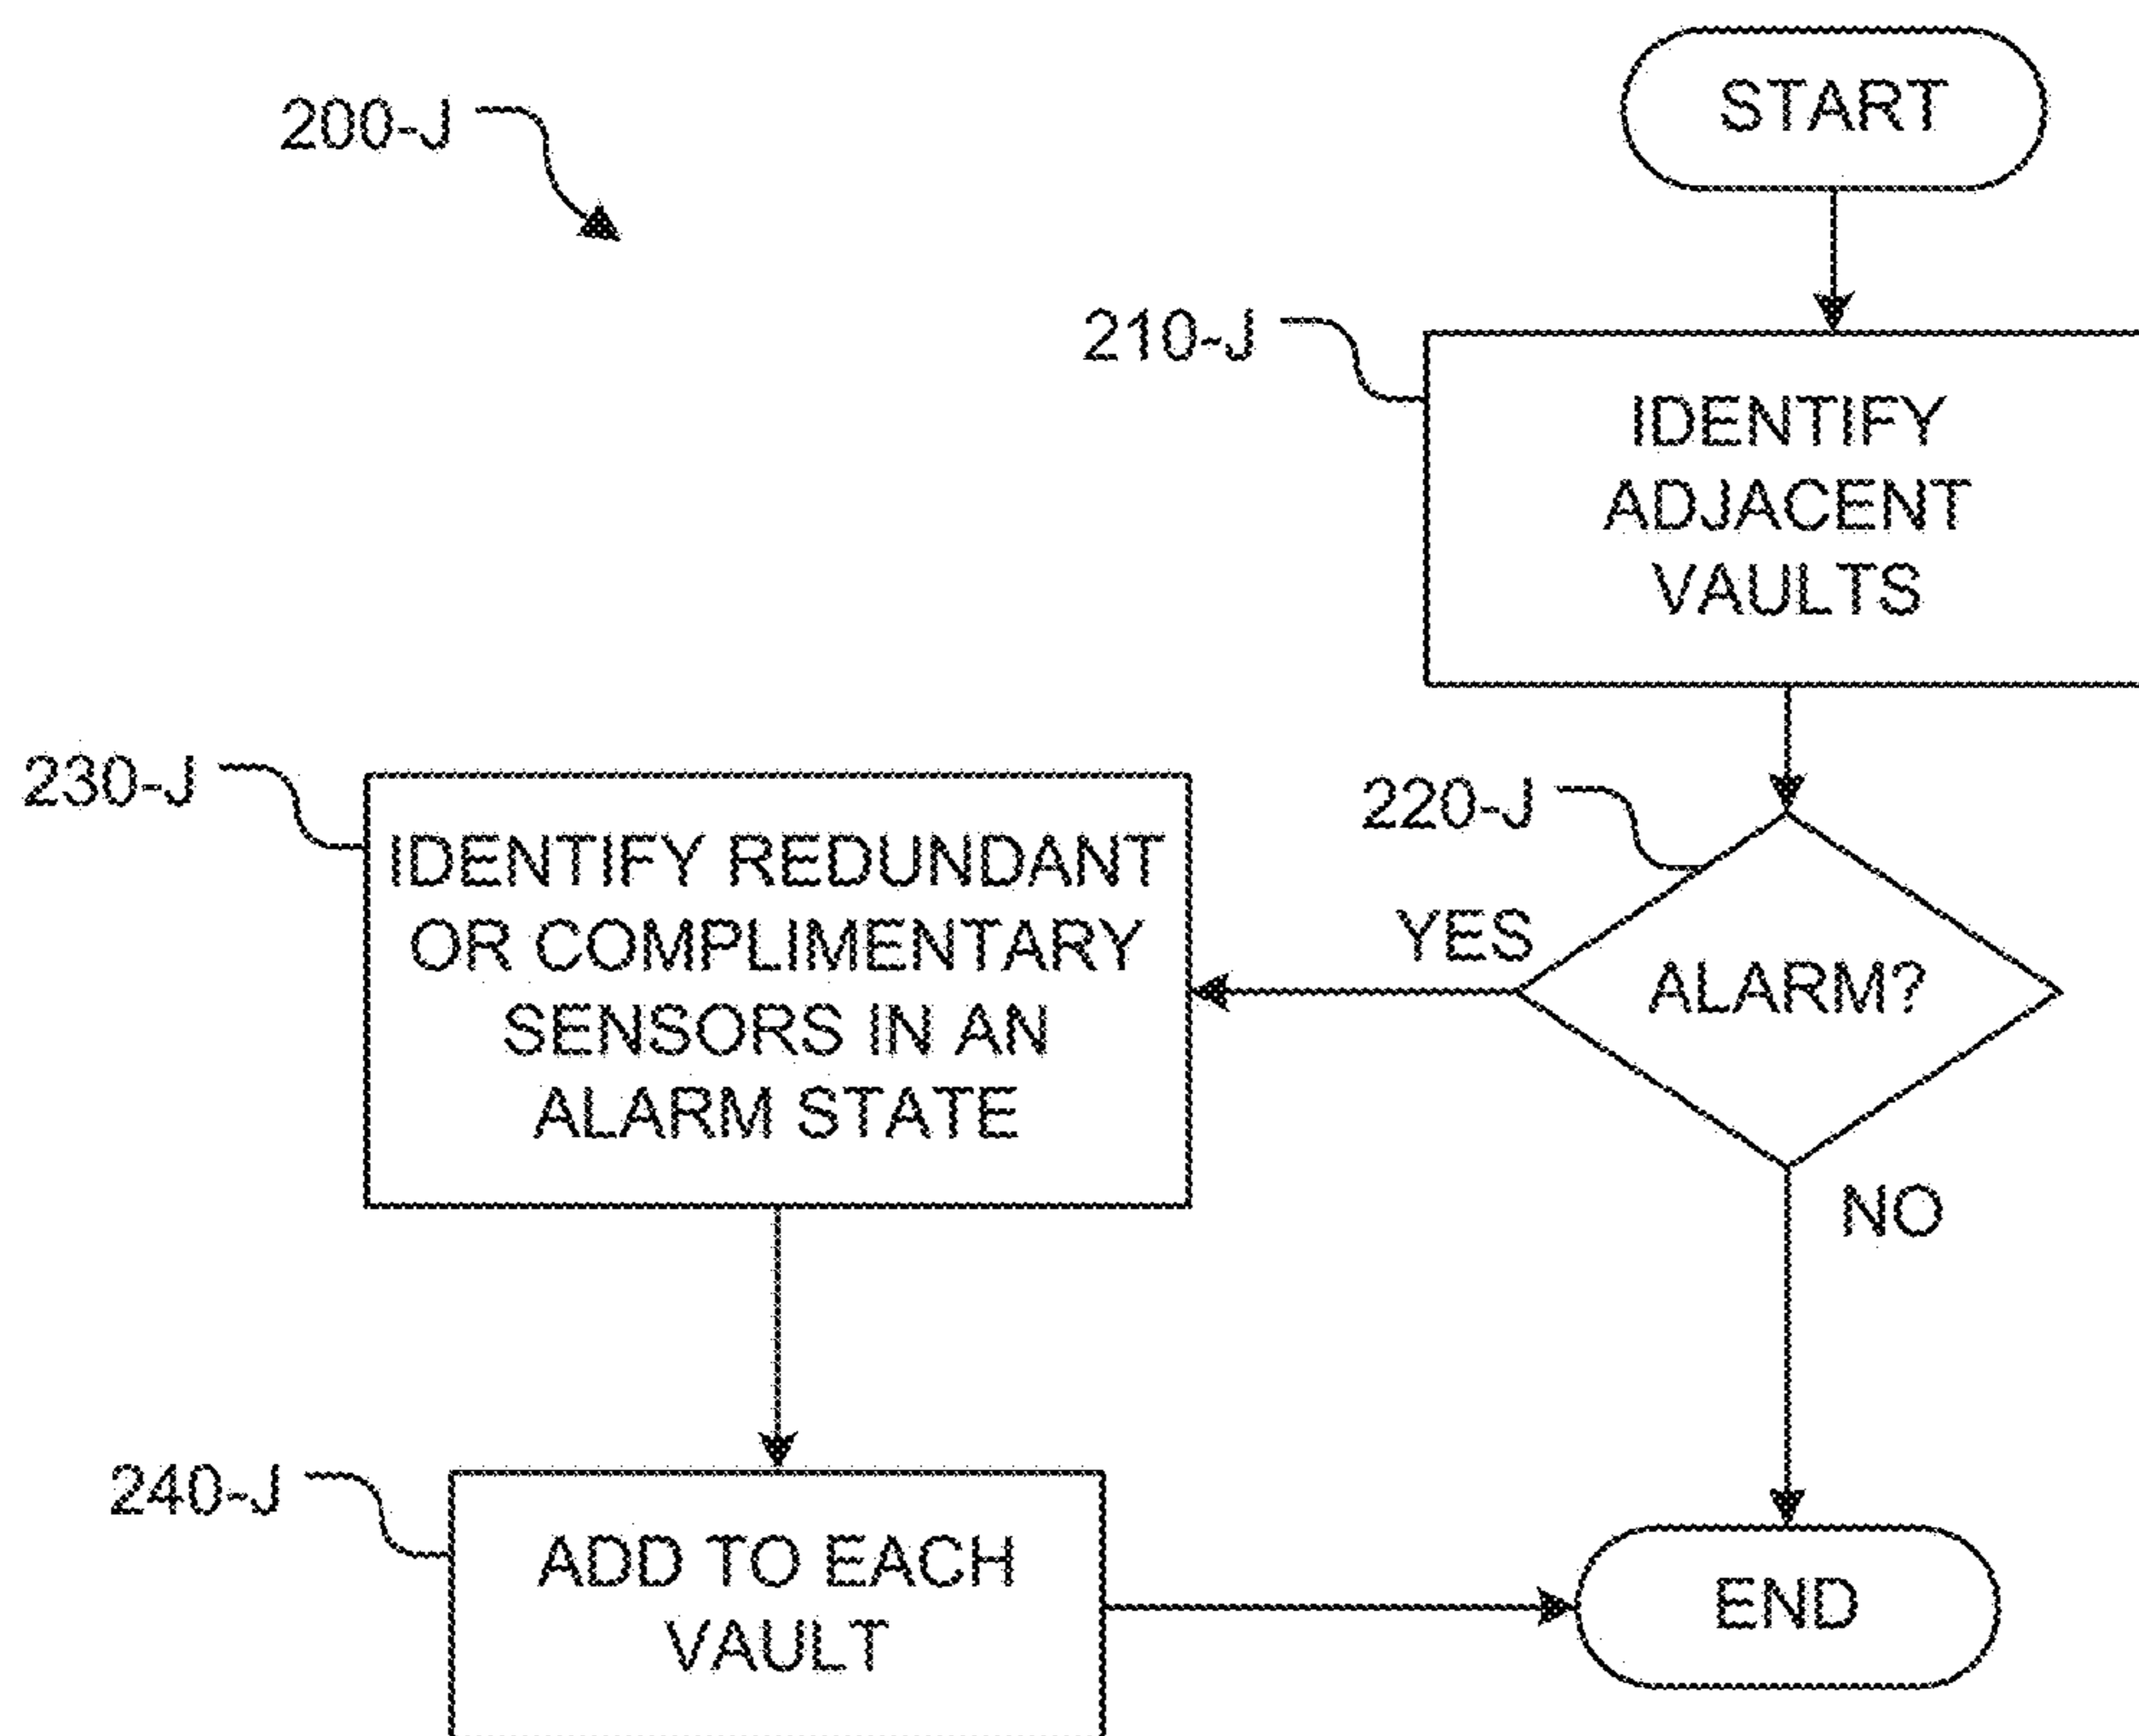 200-J
START
210-J
IDENTIFY
ADJACENT
VAULTS
220-J
ALARM?
YES
NO
230-J
IDENTIFY REDUNDANT
OR COMPLIMENTARY
SENSORS IN AN
ALARM STATE
240-J
ADD TO EACH
VAULT
END